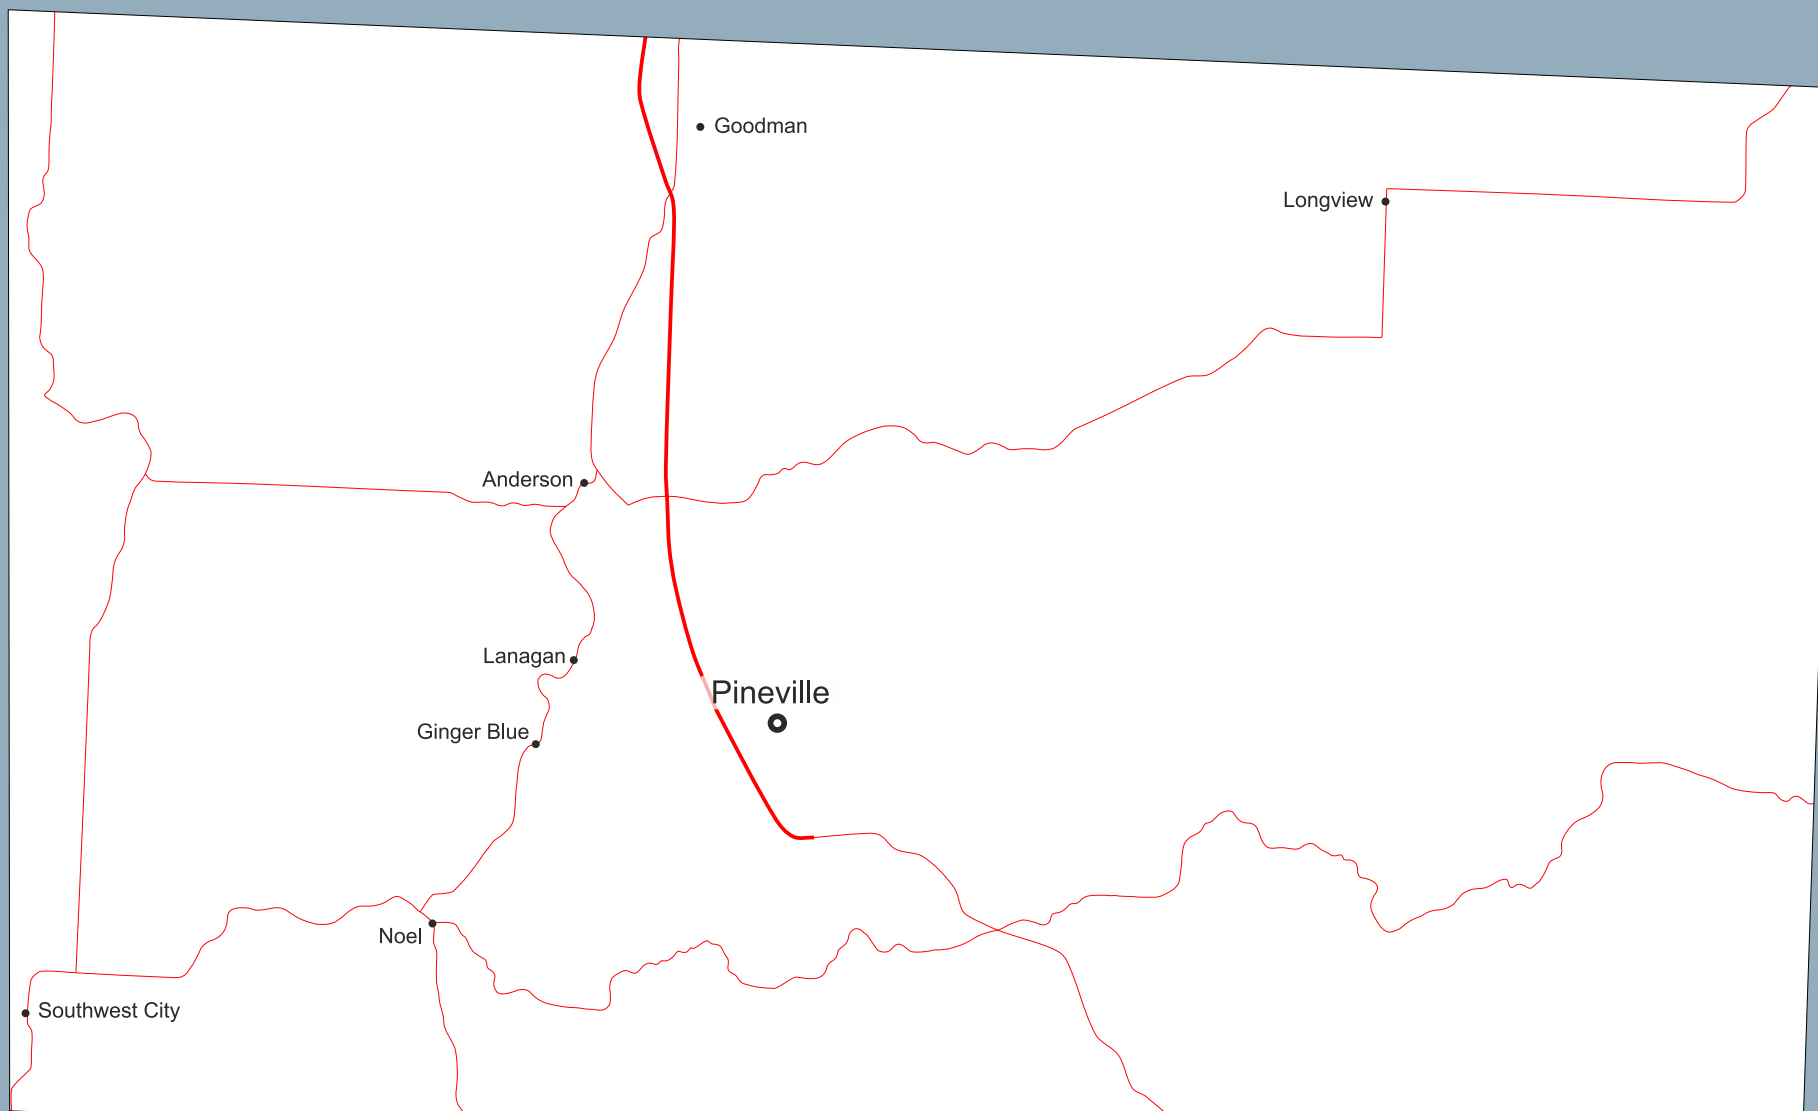 Goodman
Longview
Anderson
Lanagan
Pineville
Ginger Blue
Noel
Southwest City